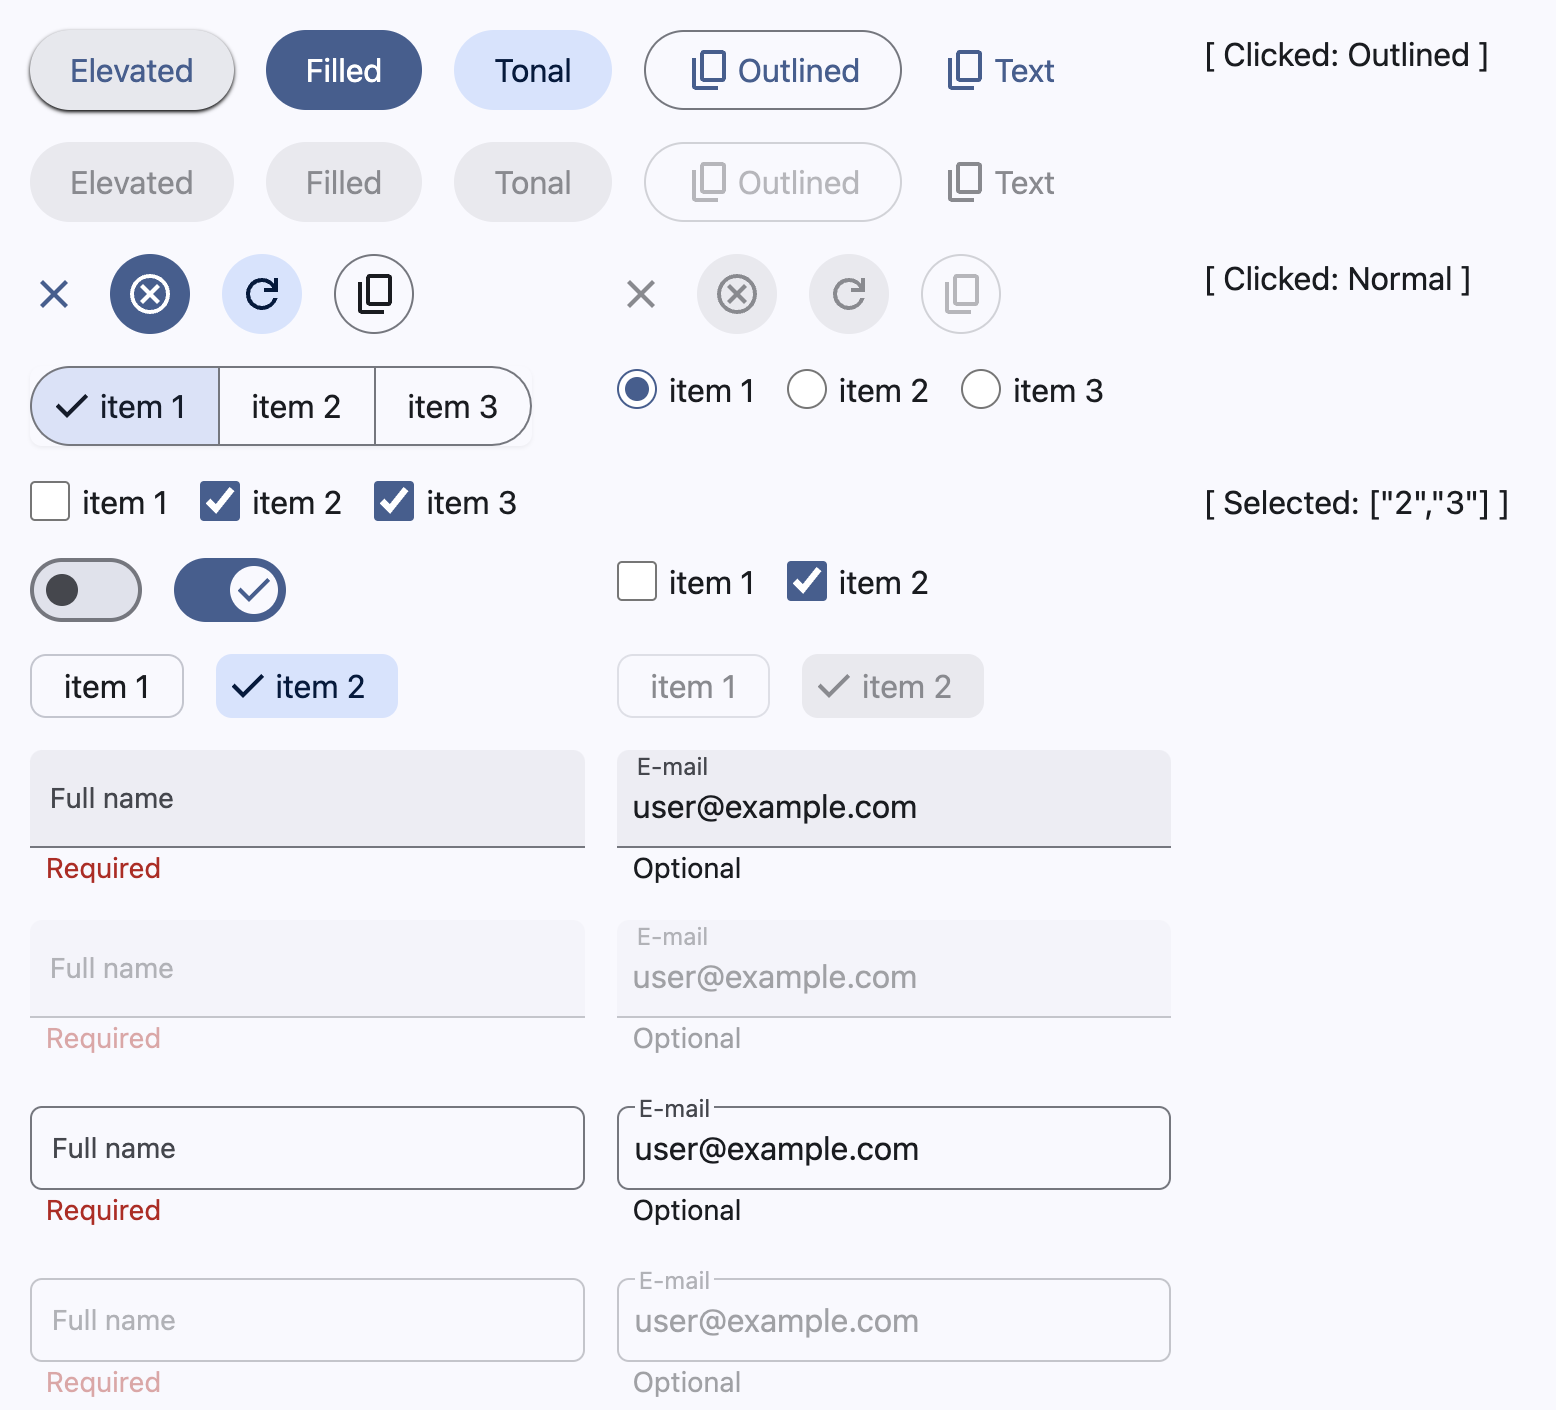 Elevated Filled Tonal Outlined Text [ Clicked: Outlined ]
Elevated Filled Tonal Outlined Text
[ Clicked: Normal ]
item 1 item 2 item 3 item 1 item 2 item 3
item 1 item 2 item 3 [ Selected: ["2","3"] ]
item 1 item 2
item 1 item 2 item 1 item 2
E-mail
Full name user@example.com
Required Optional
E-mail
Full name user@example.com
Required Optional
E-mail
Full name user@example.com
Required Optional
E-mail
Full name user@example.com
Required Optional